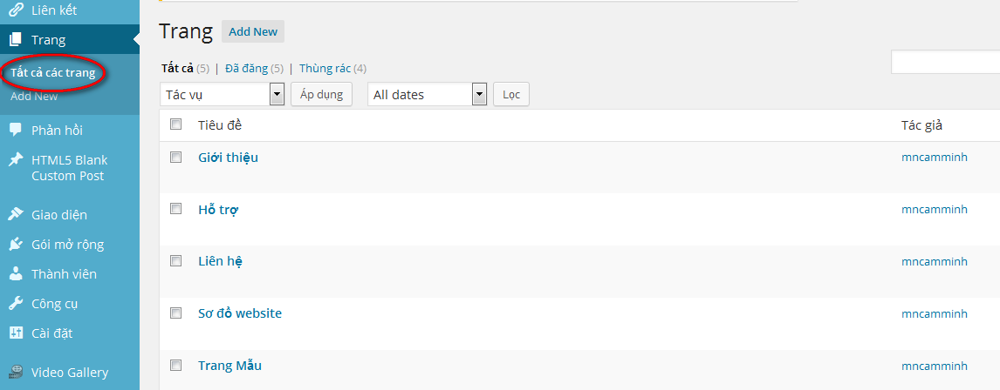 Liên kết
Trang
Tất cả các trang
Add New
Phản hồi
HTML5 Blank
Custom Post
Giao diện
Gói mở rộng
Thành viên
Công cụ
Cài đặt
Video Gallery
Trang Add New
Tất cả (5) | Đã đăng (5) | Thùng rác (4)
Tác vụ Áp dụng All dates Lọc
Tiêu đề Tác giả
Giới thiệu mncamminh
Hỗ trợ mncamminh
Liên hệ mncamminh
Sơ đồ website mncamminh
Trang Mẫu mncamminh